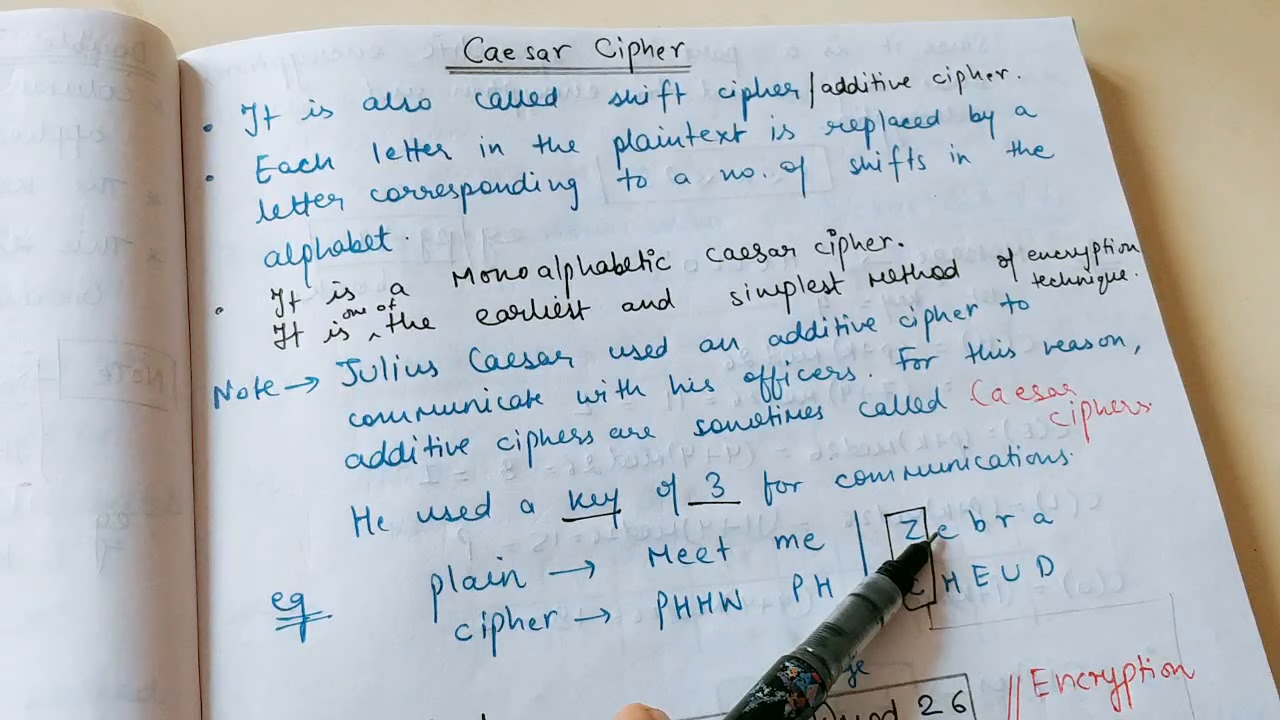 Caesar Cipher
• It is also called shift cipher/additive cipher.
• Each letter in the plaintext is replaced by a
letter corresponding to a no. of shifts in the
alphabet.
• It is a Monoalphabetic caesar cipher.
It is one of the earliest and simplest method of encryption
technique.
Note → Julius Caesar used an additive cipher to
communicate with his officers. For this reason,
additive ciphers are sometimes called Caesar
ciphers.
He used a key of 3 for communications.
eg plain → Meet me | Zebra
cipher → PHHW PH | CHEUD
mod 26 // Encryption